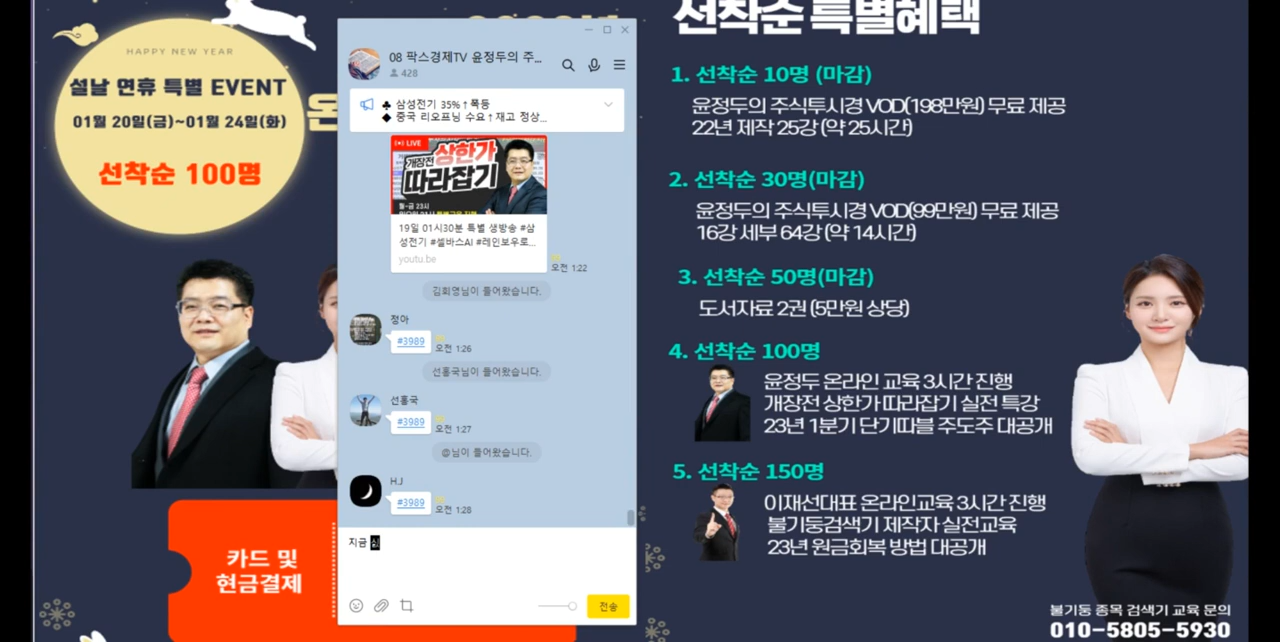 HAPPY NEW YEAR
설날 연휴 특별 EVENT
01월 20일(금)~01월 24일(화)
선착순 100명
카드 및
현금결제
08 팍스경제TV 윤정두의 주...
428
♣ 삼성전기 35%↑폭등
◆ 중국 리오프닝 수요↑재고 정상...
LIVE
개장전 상한가
따라잡기
월~금 23시
19일 01시30분 특별 생방송 #삼
성전기 #셀바스AI #레인보우로...
youtu.be
오전 1:22
김희영님이 들어왔습니다.
정아
#3989
오전 1:26
선홍국님이 들어왔습니다.
선홍국
#3989
오전 1:27
@님이 들어왔습니다.
H.J
#3989
오전 1:28
지금 싫
전송
선착순 특별혜택
1. 선착순 10명 (마감)
윤정두의 주식투시경 VOD(198만원) 무료 제공
22년 제작 25강 (약 25시간)
2. 선착순 30명(마감)
윤정두의 주식투시경 VOD(99만원) 무료 제공
16강 세부 64강 (약 14시간)
3. 선착순 50명(마감)
도서자료 2권 (5만원 상당)
4. 선착순 100명
윤정두 온라인 교육 3시간 진행
개장전 상한가 따라잡기 실전 특강
23년 1분기 단기따블 주도주 대공개
5. 선착순 150명
이재선대표 온라인교육 3시간 진행
불기둥검색기 제작자 실전교육
23년 원금회복 방법 대공개
불기둥 종목 검색기 교육 문의
010-5805-5930